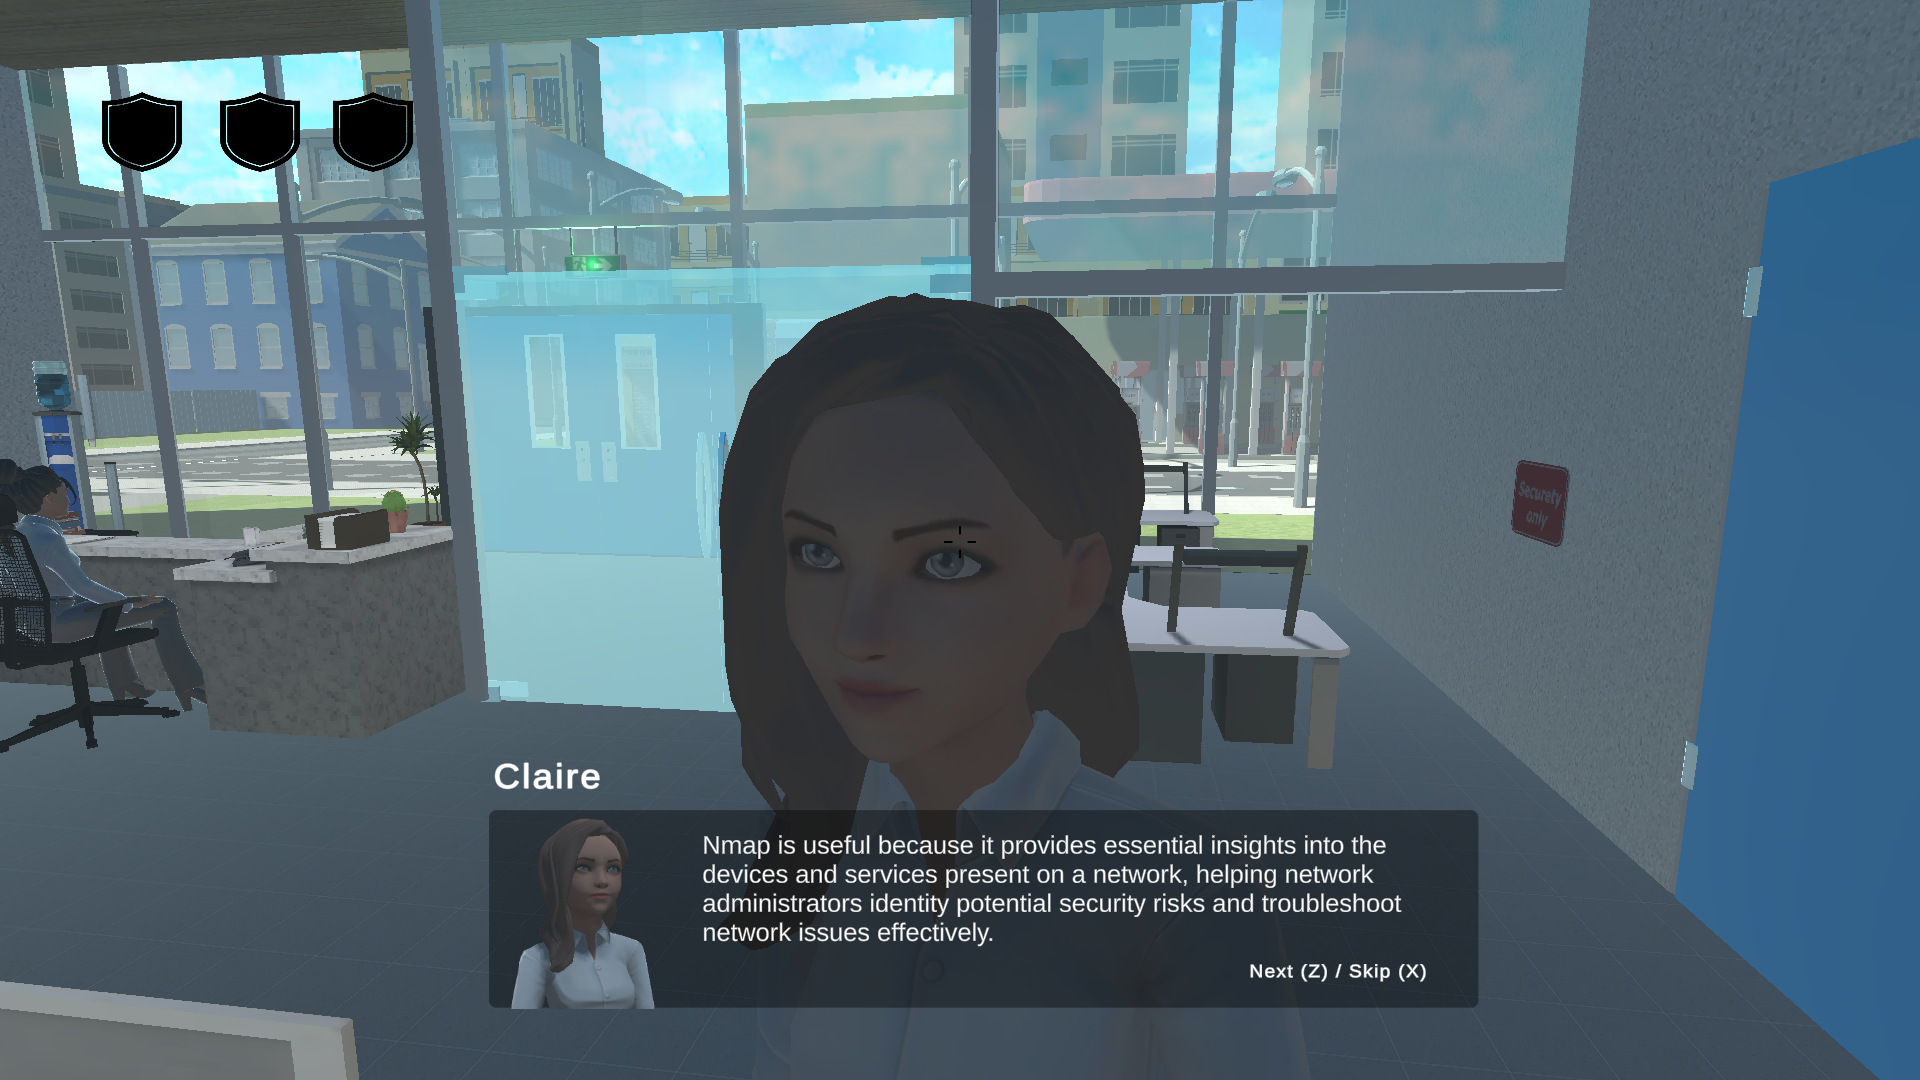 Securety
only
Claire
Nmap is useful because it provides essential insights into the
devices and services present on a network, helping network
administrators identity potential security risks and troubleshoot
network issues effectively.
Next (Z) / Skip (X)